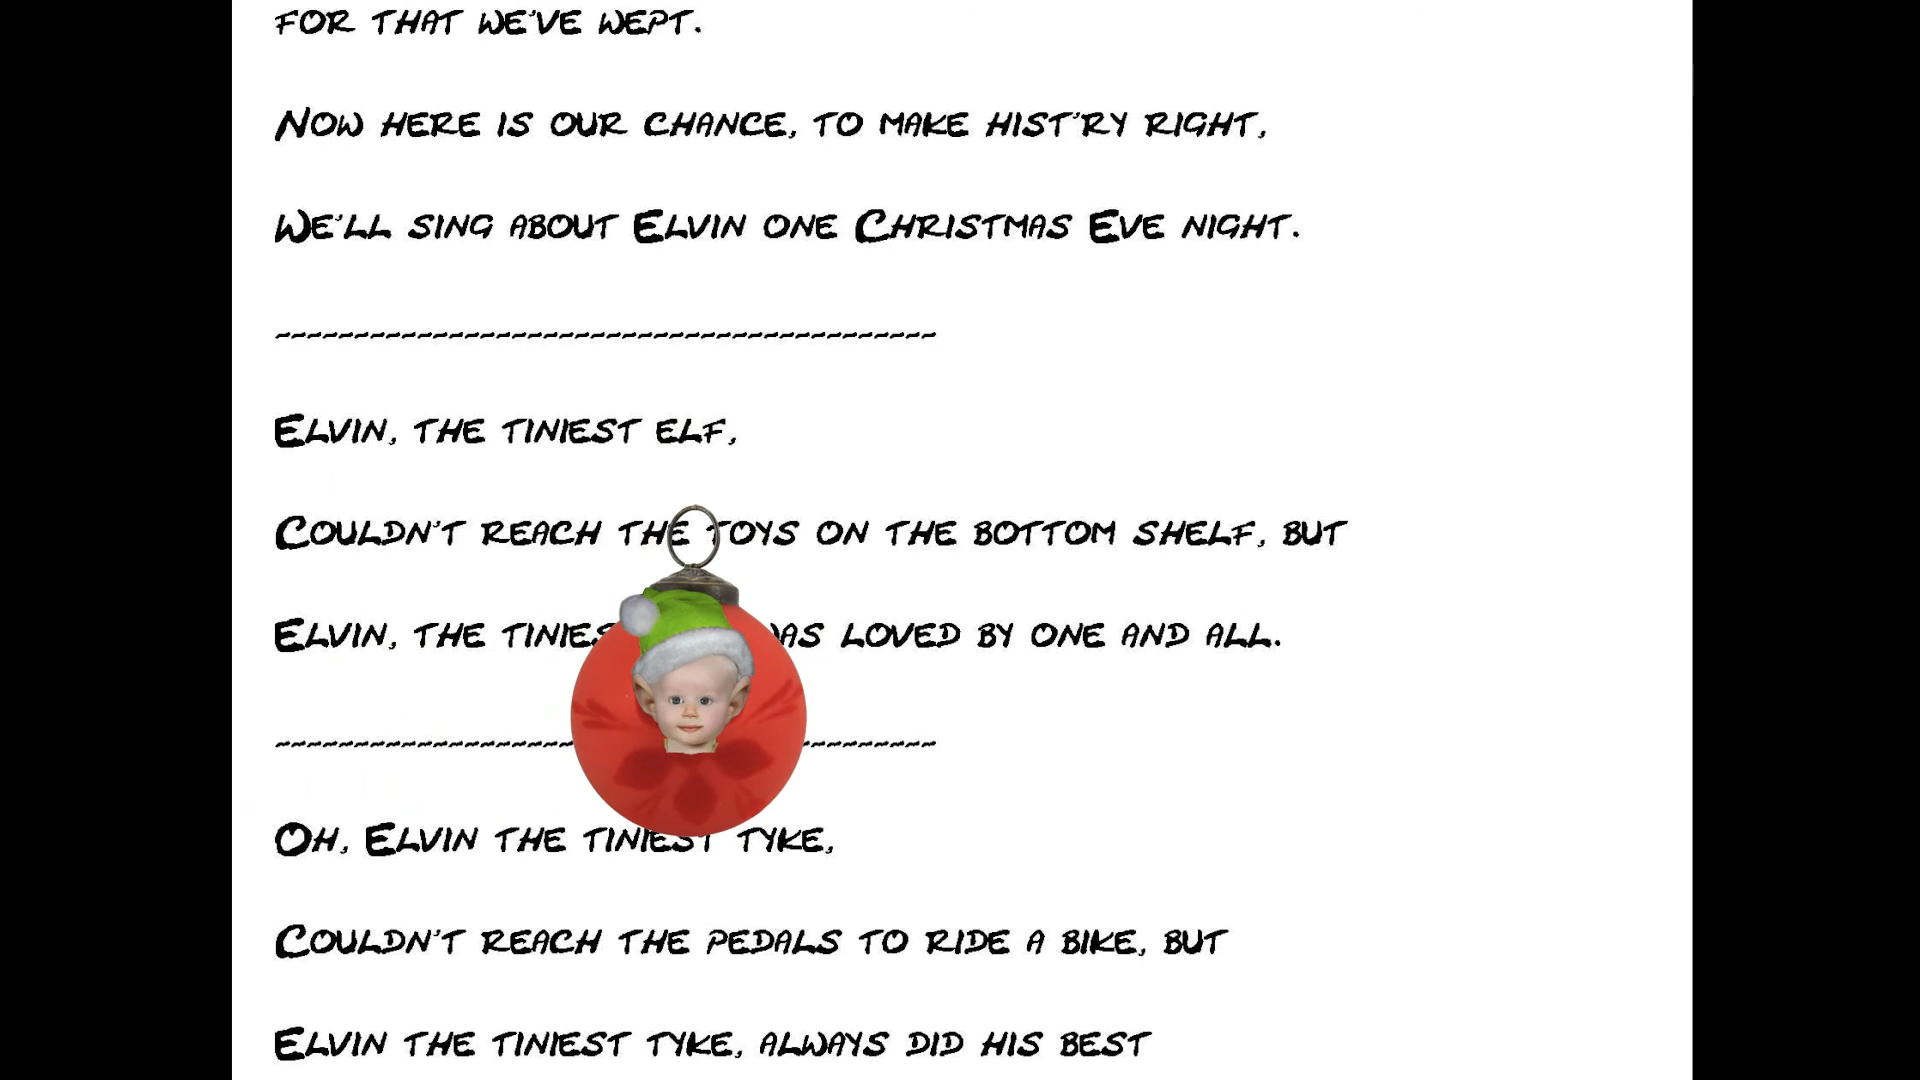 FOR THAT WE'VE WEPT.
NOW HERE IS OUR CHANCE, TO MAKE HIST'RY RIGHT,
WE'LL SING ABOUT ELVIN ONE CHRISTMAS EVE NIGHT.
~~~~~~~~~~~~~~~~~~~~~~~~~~~~~~~~~~~~~~~~~~
ELVIN, THE TINIEST ELF,
COULDN'T REACH THE TOYS ON THE BOTTOM SHELF, BUT
ELVIN, THE LOVED BY ONE AND ALL.
~~~~~~~~~~~~~~~~~~~~~~~~~~~
OH, ELVIN THE TINIEST TYKE,
COULDN'T REACH THE PEDALS TO RIDE A BIKE, BUT
ELVIN THE TINIEST TYKE, ALWAYS DID HIS BEST